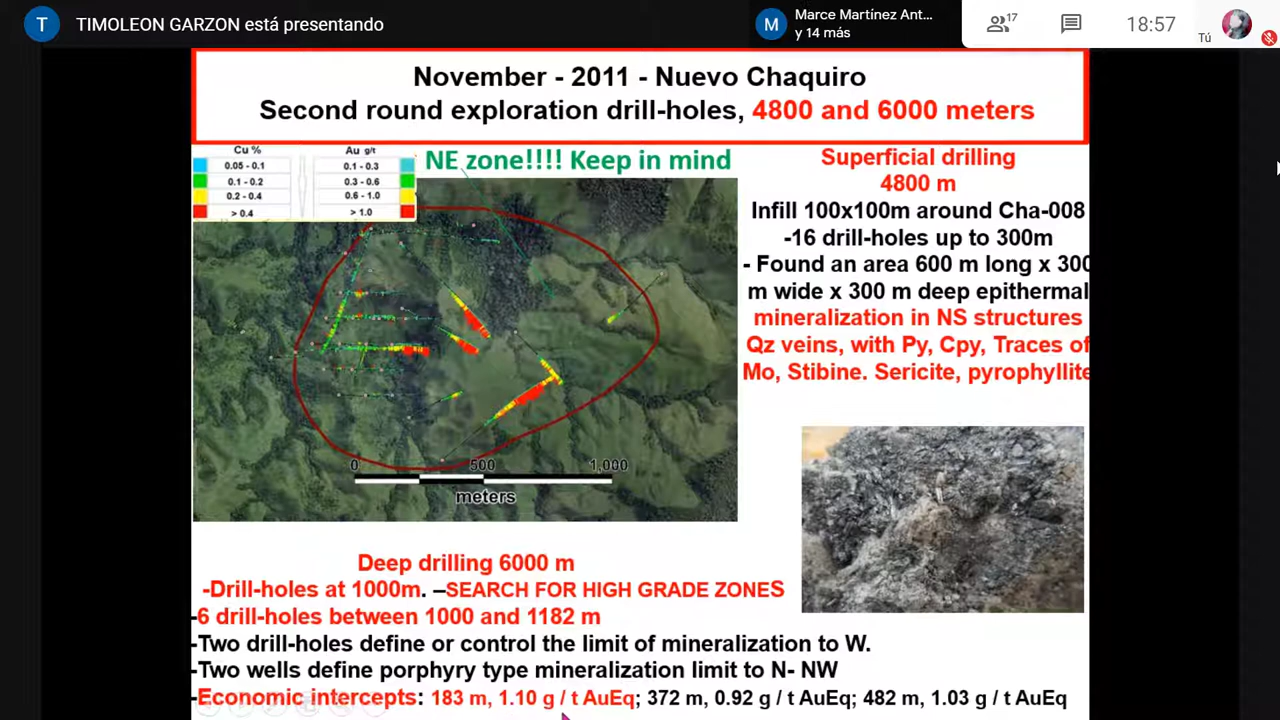 T TIMOLEON GARZON está presentando
M Marce Martínez Ant...
y 14 más
17
18:57
Tú
November - 2011 - Nuevo Chaquiro
Second round exploration drill-holes, 4800 and 6000 meters
Cu % Au g/t
0.05 - 0.1 0.1 - 0.3
0.1 - 0.2 0.3 - 0.6
0.2 - 0.4 0.6 - 1.0
> 0.4 > 1.0
NE zone!!!! Keep in mind
0 500 1,000
meters
Superficial drilling
4800 m
Infill 100x100m around Cha-008
-16 drill-holes up to 300m
- Found an area 600 m long x 300
m wide x 300 m deep epithermal
mineralization in NS structures
Qz veins, with Py, Cpy, Traces of
Mo, Stibine. Sericite, pyrophyllite
Deep drilling 6000 m
-Drill-holes at 1000m. –SEARCH FOR HIGH GRADE ZONES
-6 drill-holes between 1000 and 1182 m
-Two drill-holes define or control the limit of mineralization to W.
-Two wells define porphyry type mineralization limit to N- NW
-Economic intercepts: 183 m, 1.10 g / t AuEq; 372 m, 0.92 g / t AuEq; 482 m, 1.03 g / t AuEq